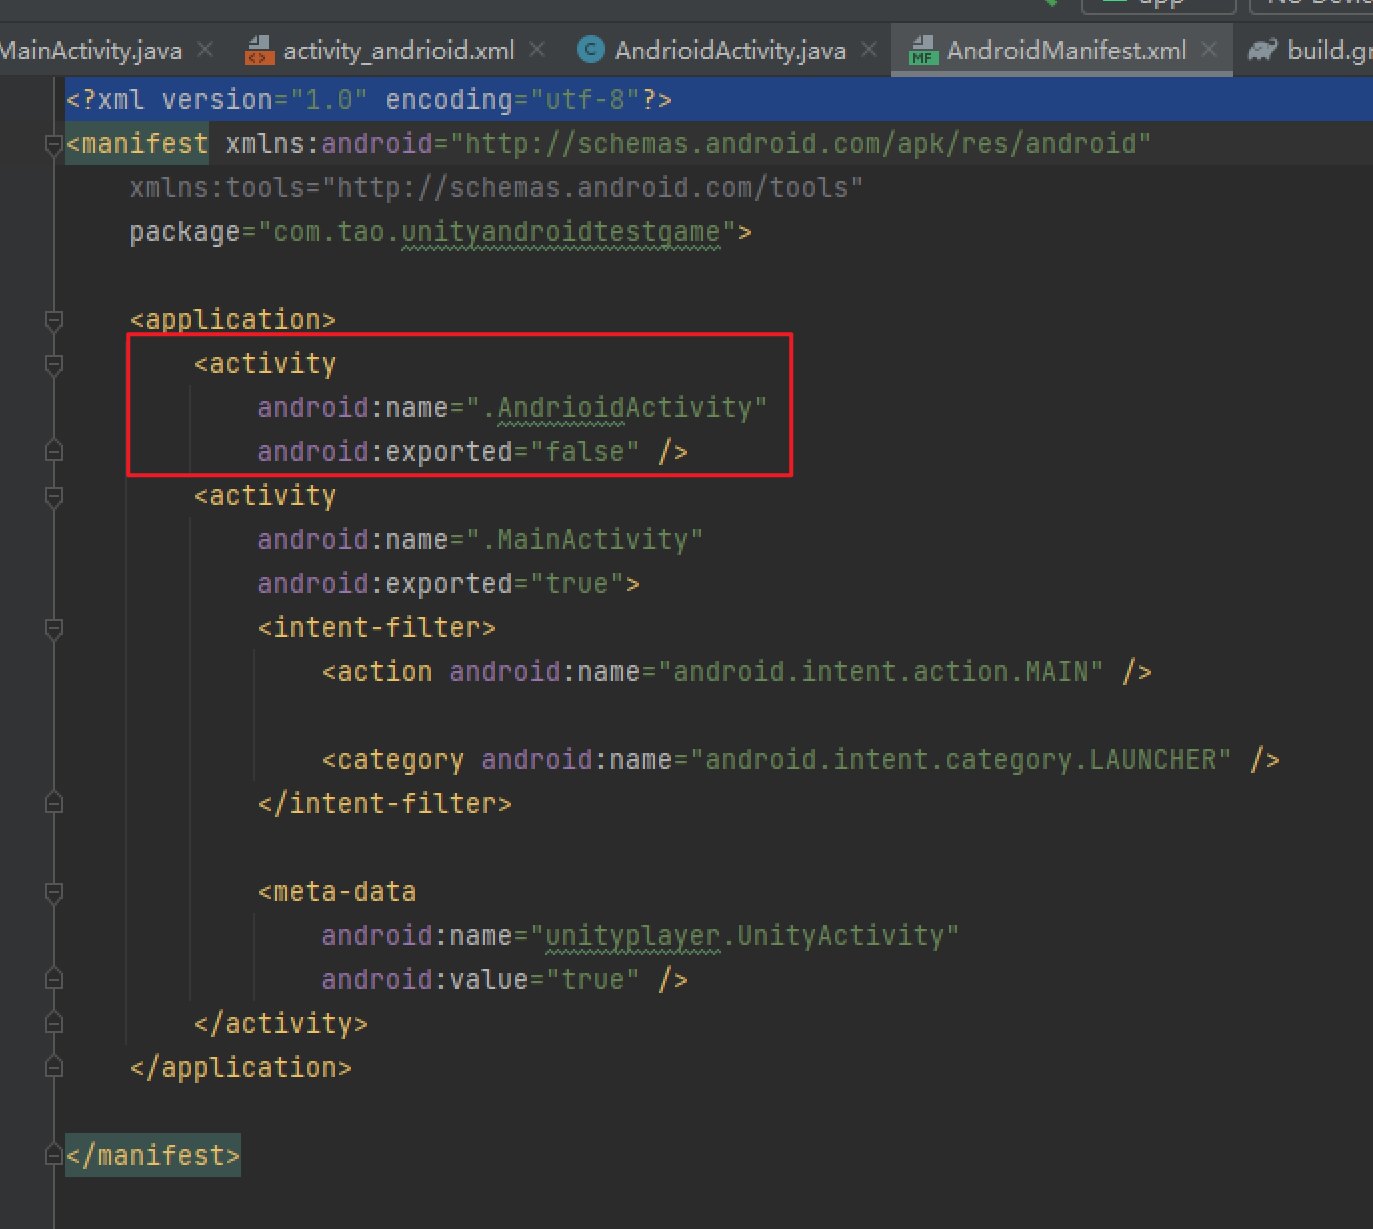 app
MainActivity.java activity_andrioid.xml AndrioidActivity.java AndroidManifest.xml
<?xml version="1.0" encoding="utf-8"?>
<manifest xmlns:android="http://schemas.android.com/apk/res/android"
xmlns:tools="http://schemas.android.com/tools"
package="com.tao.unityandroidtestgame">
<application>
<activity
android:name=".AndrioidActivity"
android:exported="false" />
<activity
android:name=".MainActivity"
android:exported="true">
<intent-filter>
<action android:name="android.intent.action.MAIN" />
<category android:name="android.intent.category.LAUNCHER" />
</intent-filter>
<meta-data
android:name="unityplayer.UnityActivity"
android:value="true" />
</activity>
</application>
</manifest>